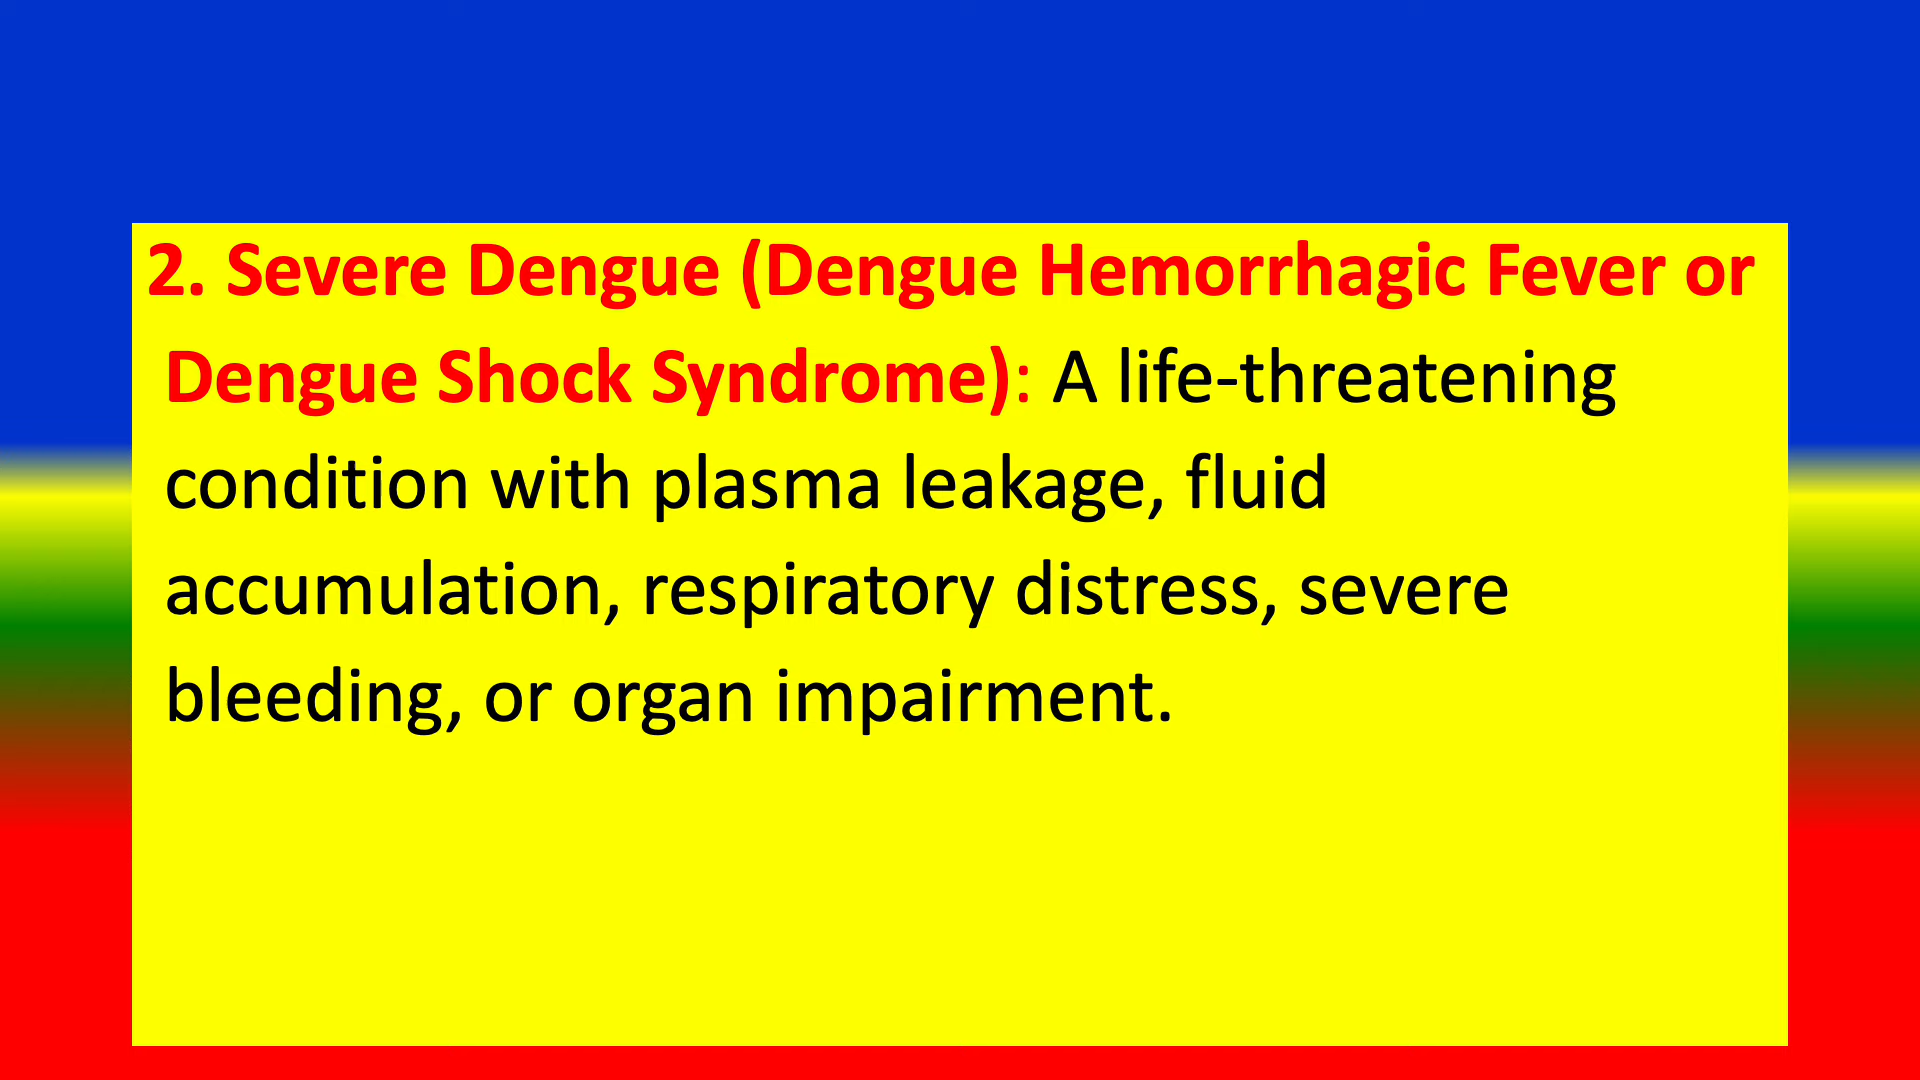 2. Severe Dengue (Dengue Hemorrhagic Fever or
Dengue Shock Syndrome): A life-threatening
condition with plasma leakage, fluid
accumulation, respiratory distress, severe
bleeding, or organ impairment.